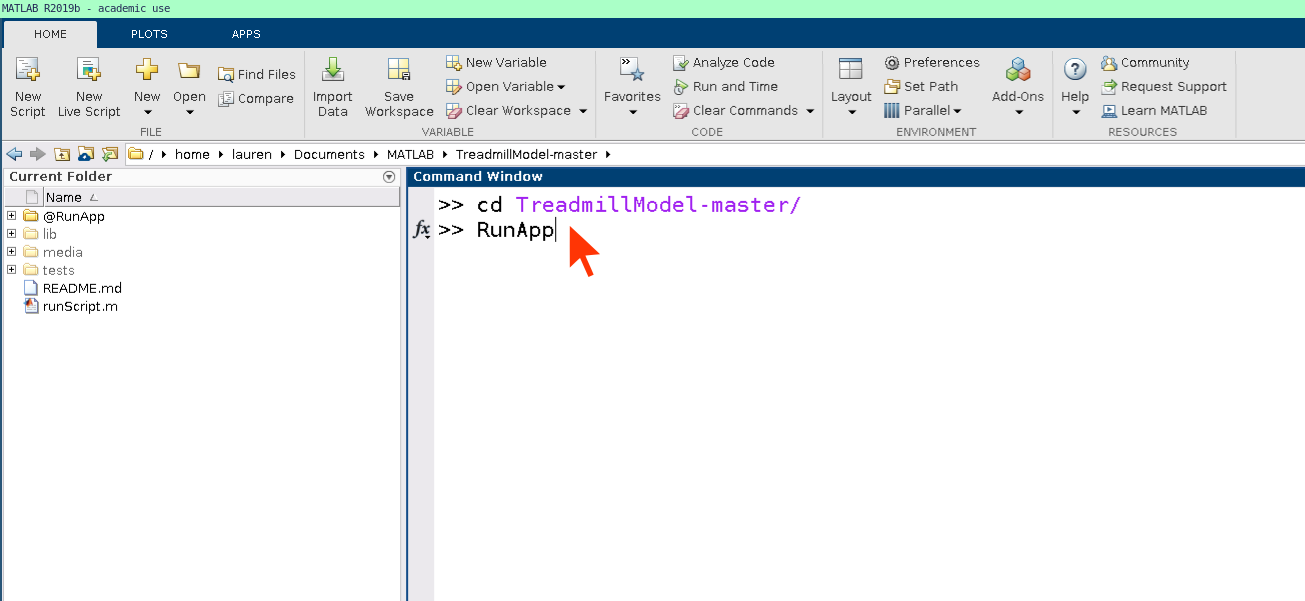 MATLAB R2019b - academic use
HOME PLOTS APPS
New Script
New Live Script
New
Open
Find Files
Compare
FILE
Import Data
Save Workspace
New Variable
Open Variable
Clear Workspace
VARIABLE
Favorites
Analyze Code
Run and Time
Clear Commands
CODE
Layout
Preferences
Set Path
Parallel
Add-Ons
ENVIRONMENT
? Help
Community
Request Support
Learn MATLAB
RESOURCES
/ home lauren Documents MATLAB TreadmillModel-master
Current Folder
Name
@RunApp
lib
media
tests
README.md
runScript.m
Command Window
>> cd TreadmillModel-master/
fx >> RunApp